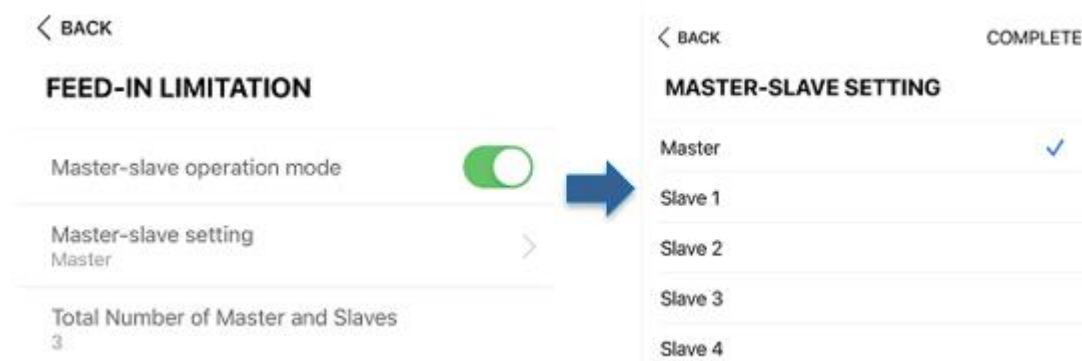 BACK
FEED-IN LIMITATION
Master-slave operation mode
Master-slave setting
Master
Total Number of Master and Slaves
3
BACK COMPLETE
MASTER-SLAVE SETTING
Master
Slave 1
Slave 2
Slave 3
Slave 4